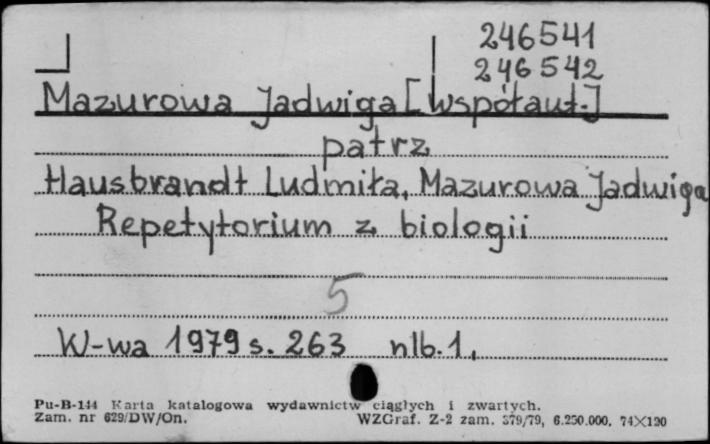 246541
246542
Mazurowa Jadwiga [współaut.]
patrz
Hausbrandt Ludmiła, Mazurowa Jadwiga
Repetytorium z biologii
5
W-wa 1979 s. 263 nlb. 1,
Pu-B-144 Karta katalogowa wydawnictw ciągłych i zwartych.
Zam. nr 629/DW/On. WZGraf. Z-2 zam. 379/79, 6.250.000, 74X120